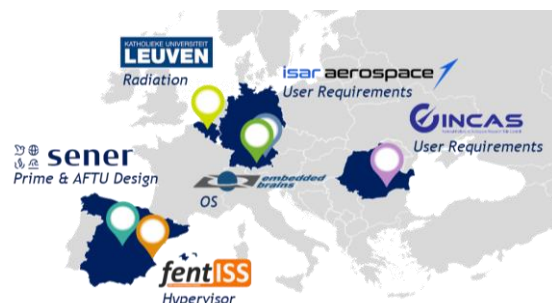 KATHOLIEKE UNIVERSITEIT
LEUVEN
Radiation
isar aerospace
User Requirements
INCAS
User Requirements
sener
Prime & AFTU Design
embedded
brains
OS
fentISS
Hypervisor